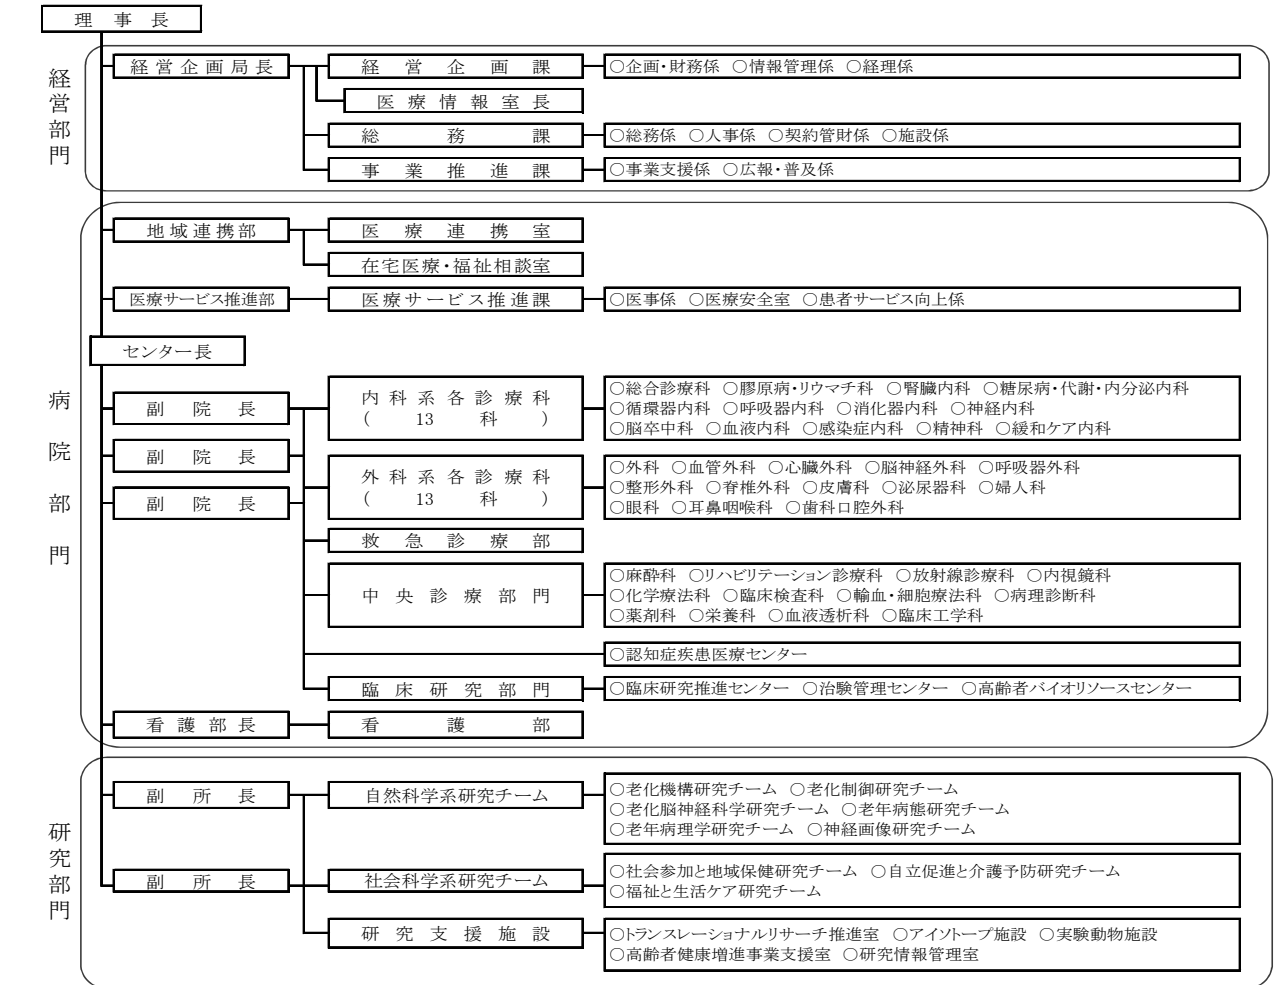 理事長
経営部門
経営企画局長
経営企画課
○企画・財務係 ○情報管理係 ○経理係
医療情報室長
総務課
○総務係 ○人事係 ○契約管財係 ○施設係
事業推進課
○事業支援係 ○広報・普及係
病院部門
地域連携部
医療連携室
在宅医療・福祉相談室
医療サービス推進部
医療サービス推進課
○医事係 ○医療安全室 ○患者サービス向上係
センター長
副院長
副院長
副院長
内科系各診療科
(13科)
○総合診療科 ○膠原病・リウマチ科 ○腎臓内科 ○糖尿病・代謝・内分泌内科
○循環器内科 ○呼吸器内科 ○消化器内科 ○神経内科
○脳卒中科 ○血液内科 ○感染症内科 ○精神科 ○緩和ケア内科
外科系各診療科
(13科)
○外科 ○血管外科 ○心臓外科 ○脳神経外科 ○呼吸器外科
○整形外科 ○脊椎外科 ○皮膚科 ○泌尿器科 ○婦人科
○眼科 ○耳鼻咽喉科 ○歯科口腔外科
救急診療部
中央診療部門
○麻酔科 ○リハビリテーション診療科 ○放射線診療科 ○内視鏡科
○化学療法科 ○臨床検査科 ○輸血・細胞療法科 ○病理診断科
○薬剤科 ○栄養科 ○血液透析科 ○臨床工学科
○認知症疾患医療センター
臨床研究部門
○臨床研究推進センター ○治験管理センター ○高齢者バイオリソースセンター
看護部長
看護部
研究部門
副所長
自然科学系研究チーム
○老化機構研究チーム ○老化制御研究チーム
○老化脳神経科学研究チーム ○老年病態研究チーム
○老年病理学研究チーム ○神経画像研究チーム
副所長
社会科学系研究チーム
○社会参加と地域保健研究チーム ○自立促進と介護予防研究チーム
○福祉と生活ケア研究チーム
研究支援施設
○トランスレーショナルリサーチ推進室 ○アイソトープ施設 ○実験動物施設
○高齢者健康増進事業支援室 ○研究情報管理室